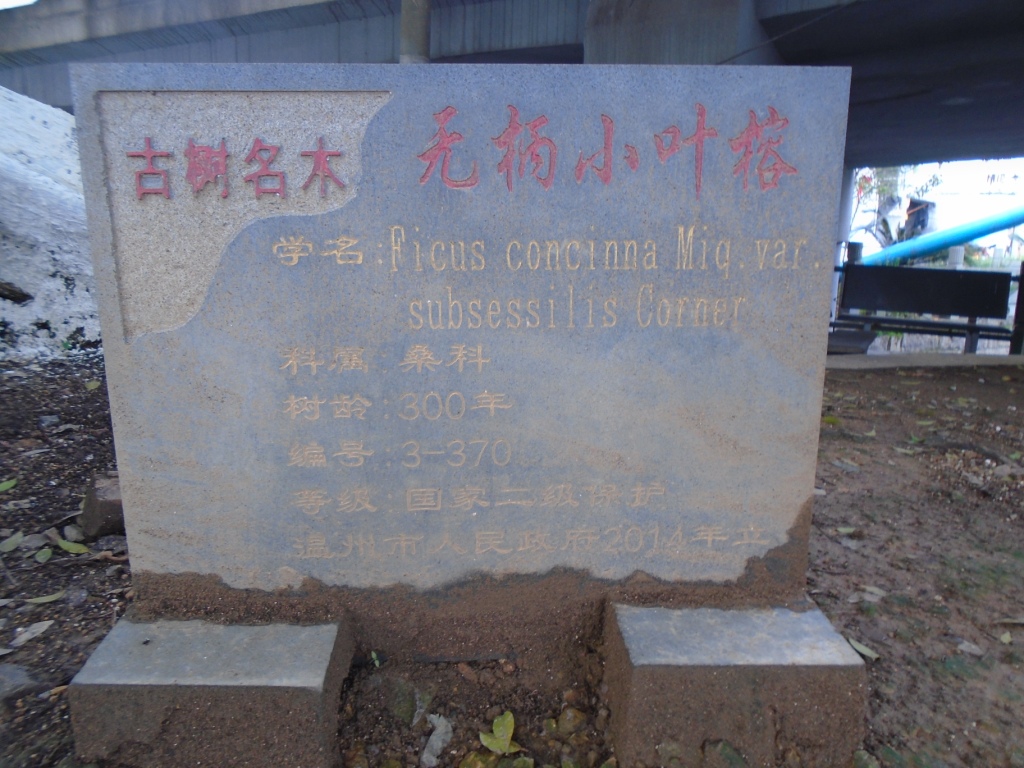 古树名木
无柄小叶榕
学名:Ficus concinna Miq.var.
subsessilis Corner
科属:桑科
树龄:300年
编号:3-370
等级:国家二级保护
温州市人民政府2014年立